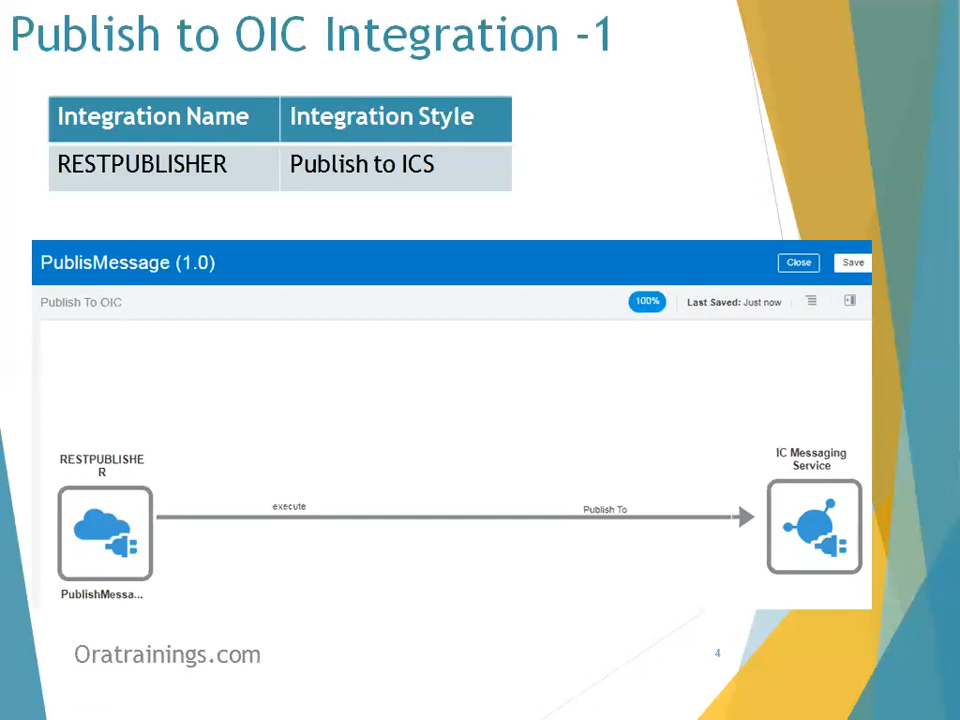 Publish to OIC Integration -1
Integration Name Integration Style
RESTPUBLISHER Publish to ICS
PublisMessage (1.0) Close Save
Publish To OIC 100% Last Saved: Just now
RESTPUBLISHE
R
IC Messaging
Service
execute Publish To
PublishMessa...
Oratrainings.com 4